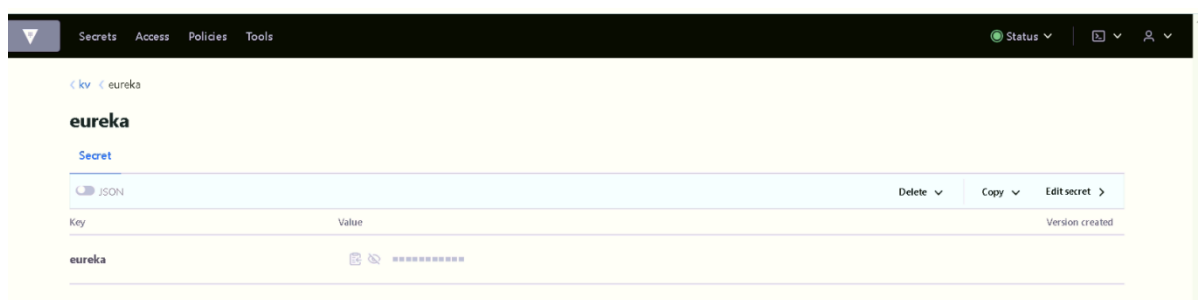 Secrets Access Policies Tools Status
kv eureka
eureka
Secret
JSON Delete Copy Edit secret
Key Value Version created
eureka